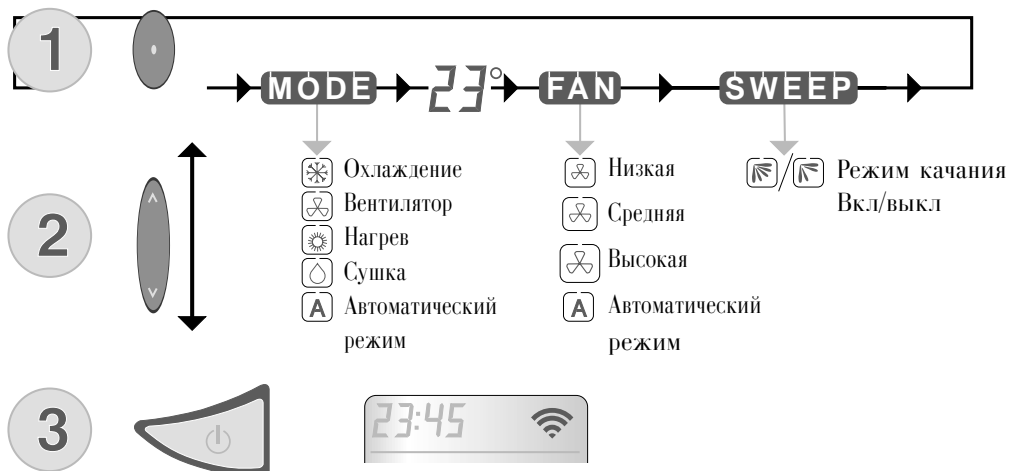 1
MODE 23° FAN SWEEP
2
Охлаждение
Вентилятор
Нагрев
Сушка
A Автоматический
режим
Низкая
Средняя
Высокая
A Автоматический
режим
/ Режим качания
Вкл/выкл
3
23:45